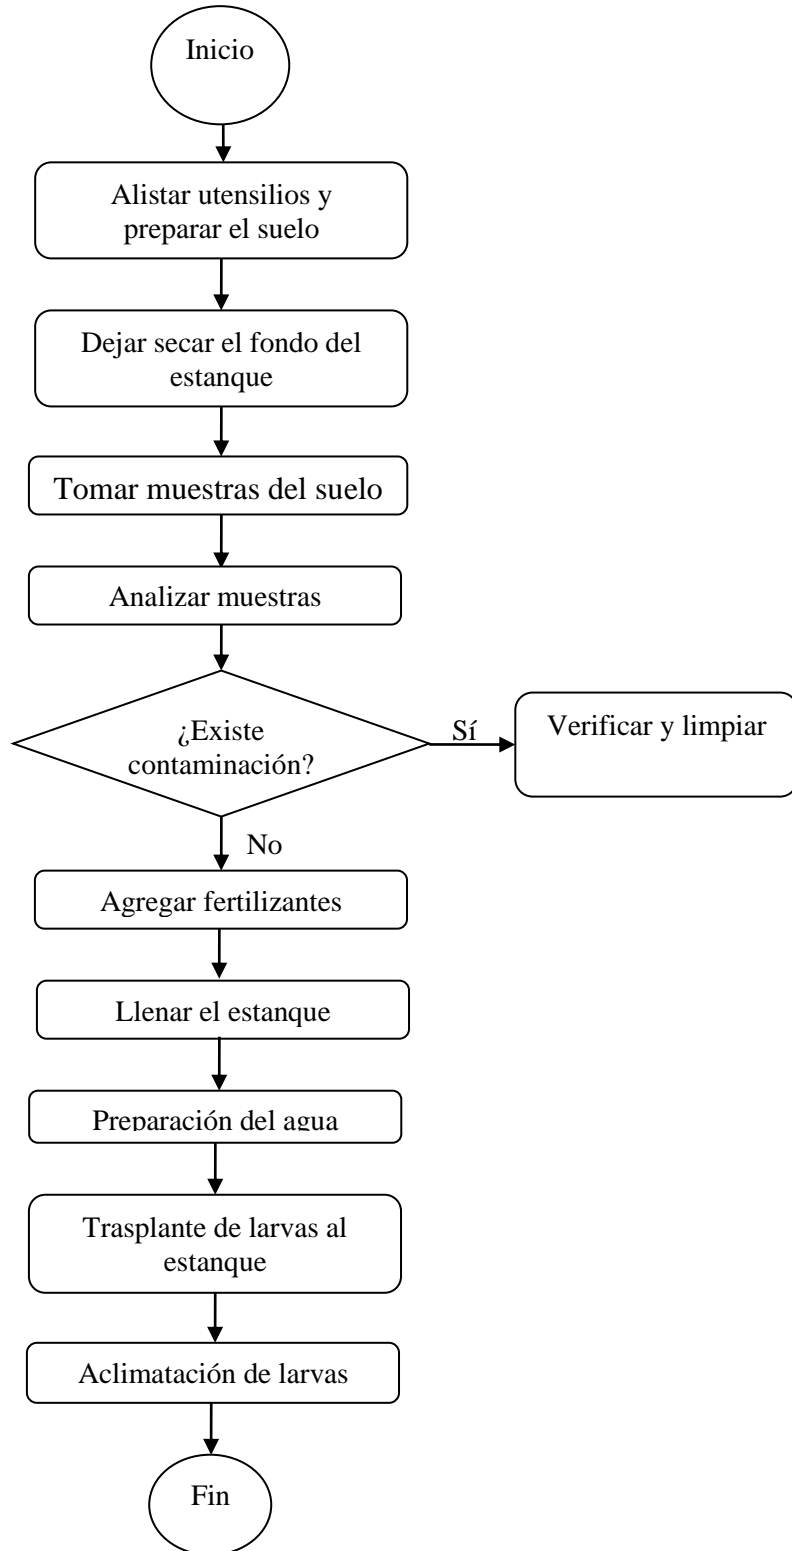 Inicio
Alistar utensilios y
preparar el suelo
Dejar secar el fondo del
estanque
Tomar muestras del suelo
Analizar muestras
¿Existe
contaminación?
Sí
Verificar y limpiar
No
Agregar fertilizantes
Llenar el estanque
Preparación del agua
Trasplante de larvas al
estanque
Aclimatación de larvas
Fin